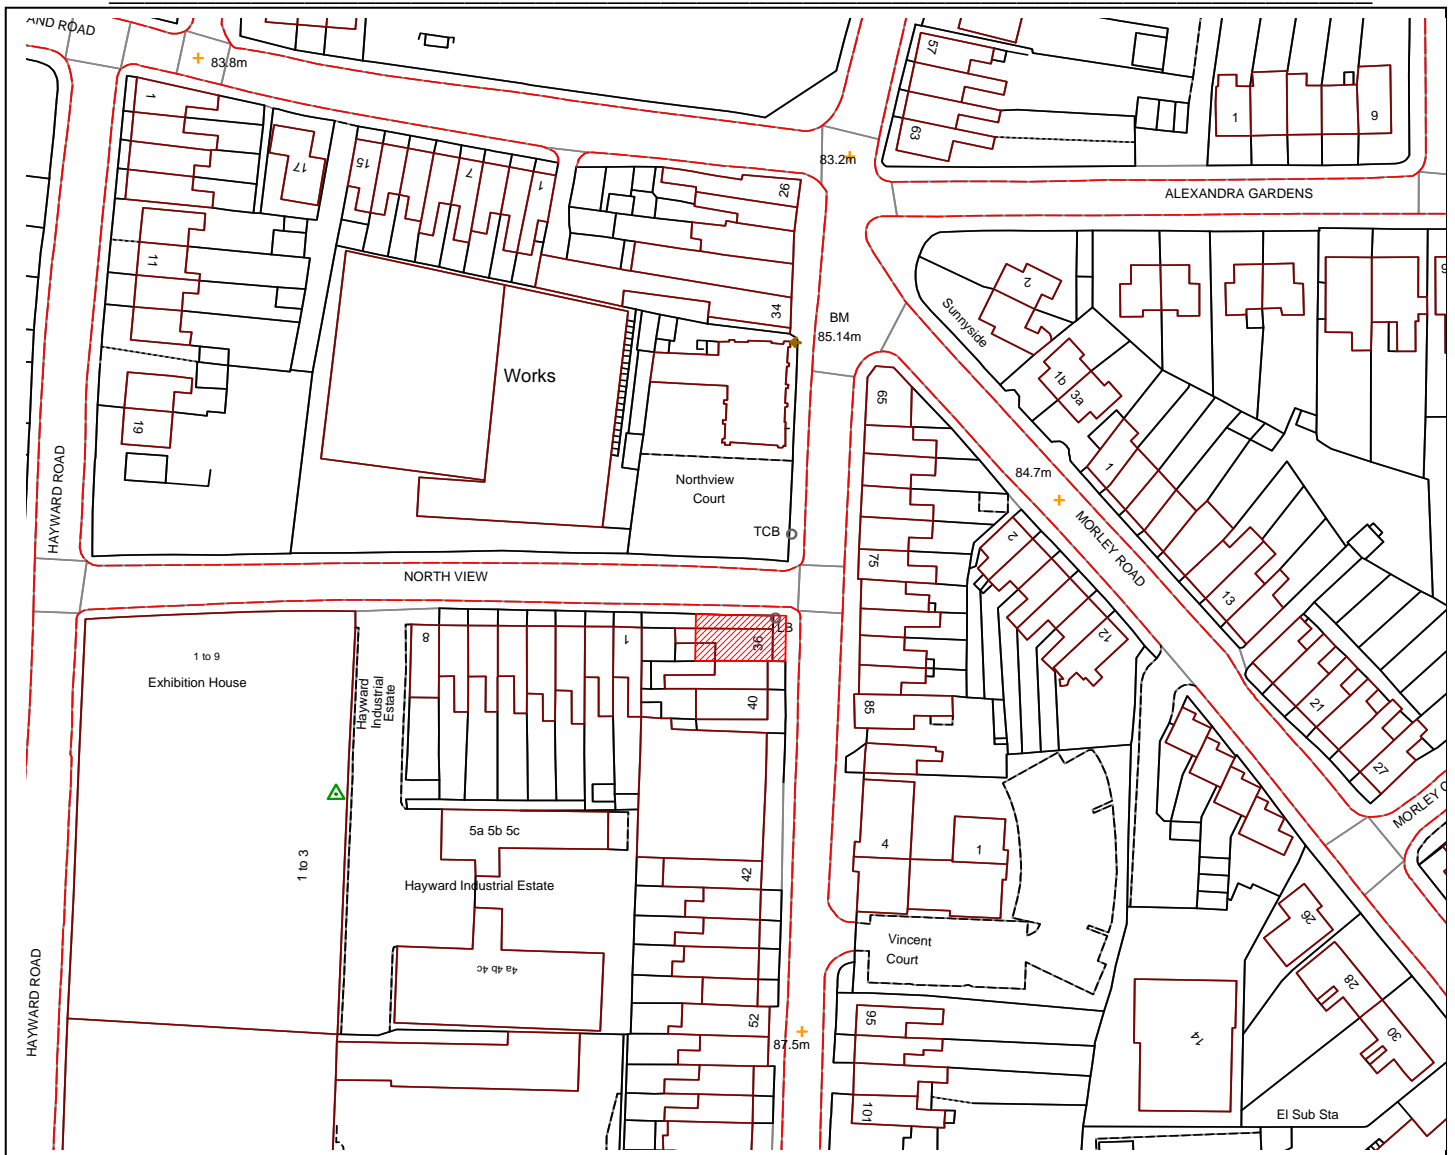 AND ROAD
83.8m
57
63
1
9
83.2m
ALEXANDRA GARDENS
1
17
15
7
1
26
11
34
BM
85.14m
2
Sunnyside
1b
3a
Works
65
19
HAYWARD ROAD
Northview
Court
84.7m
1
TCB
MORLEY ROAD
2
75
NORTH VIEW
13
12
LB
8
1
36
1 to 9
Exhibition House
Hayward
Industrial
Estate
40
85
21
27
MORLEY C
5a 5b 5c
4
1
1 to 3
42
Hayward Industrial Estate
26
Vincent
Court
4a 4b 4c
28
HAYWARD ROAD
52
95
87.5m
14
30
101
El Sub Sta